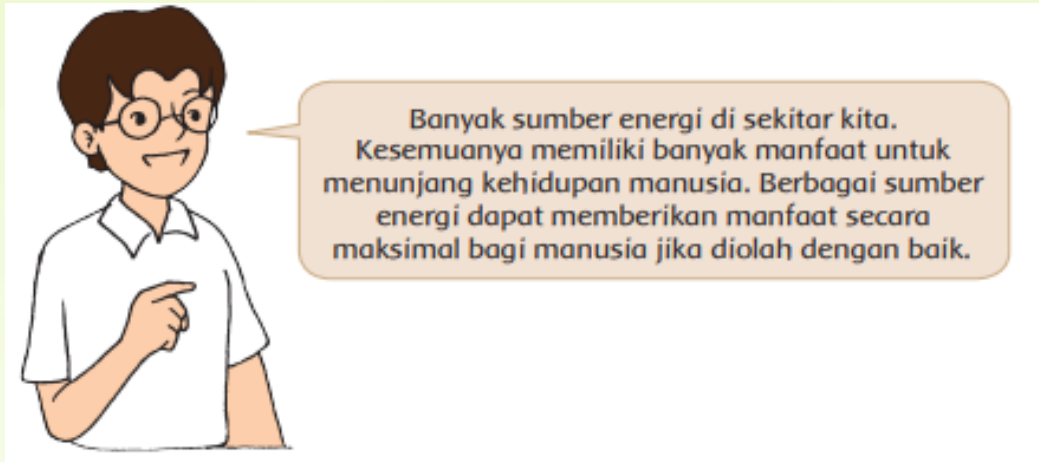 Banyak sumber energi di sekitar kita.
Kesemuanya memiliki banyak manfaat untuk
menunjang kehidupan manusia. Berbagai sumber
energi dapat memberikan manfaat secara
maksimal bagi manusia jika diolah dengan baik.